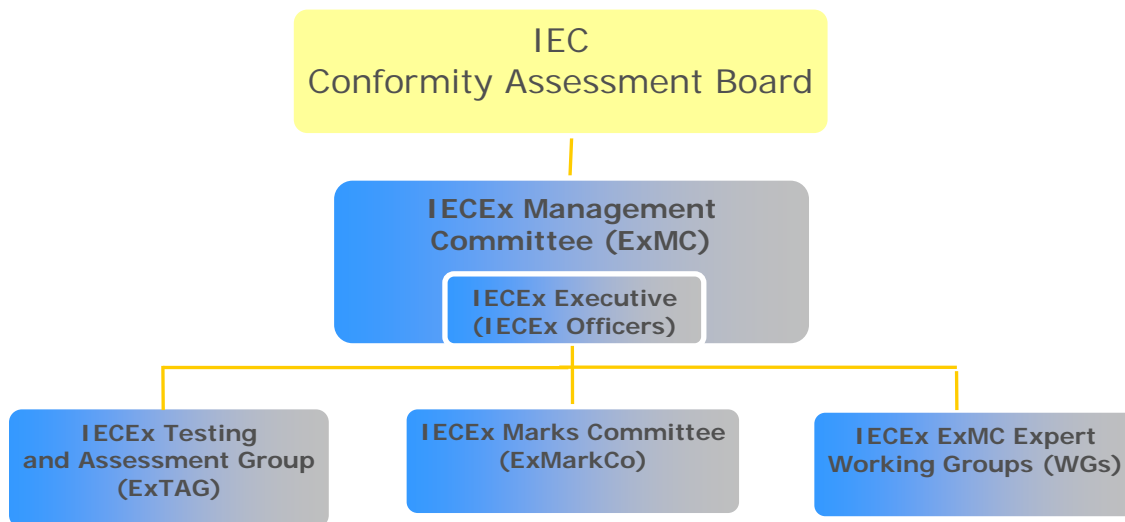 IEC
Conformity Assessment Board
IECEx Management
Committee (ExMC)
IECEx Executive
(IECEx Officers)
IECEx Testing
and Assessment Group
(ExTAG)
IECEx Marks Committee
(ExMarkCo)
IECEx ExMC Expert
Working Groups (WGs)